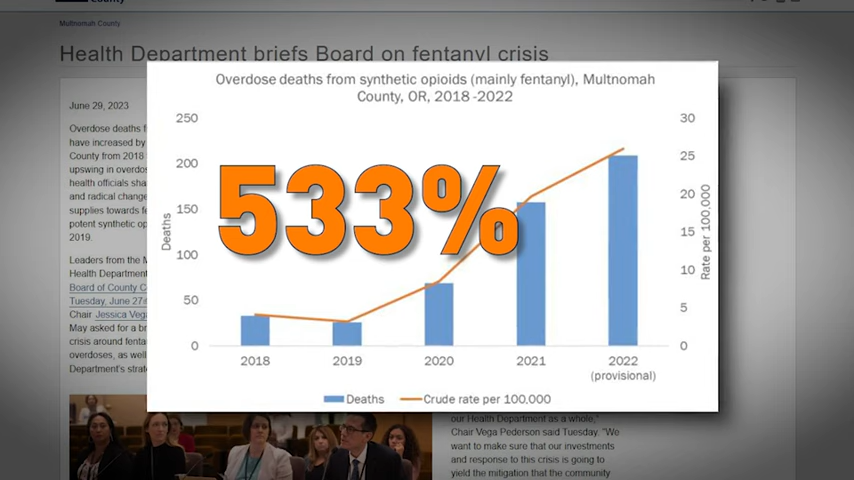 County
Multnomah County
Health Department briefs Board on fentanyl crisis
June 29, 2023
Overdose deaths f
have increased by
County from 2018
upswing in overdos
health officials sha
and radical change
supplies towards fe
potent synthetic op
2019.
Leaders from the M
Health Department
Board of County C
Tuesday, June 27
Chair Jessica Vega
May asked for a br
crisis around fenta
overdoses, as well
Department's strate
Overdose deaths from synthetic opioids (mainly fentanyl), Multnomah
County, OR, 2018 -2022
533%
Deaths
250
200
150
100
50
0
30
25
20
15
10
5
0
Rate per 100,000
2018 2019 2020 2021 2022
(provisional)
Deaths Crude rate per 100,000
our Health Department as a whole,"
Chair Vega Pederson said Tuesday. "We
want to make sure that our investments
and response to this crisis is going to
yield the mitigation that the community